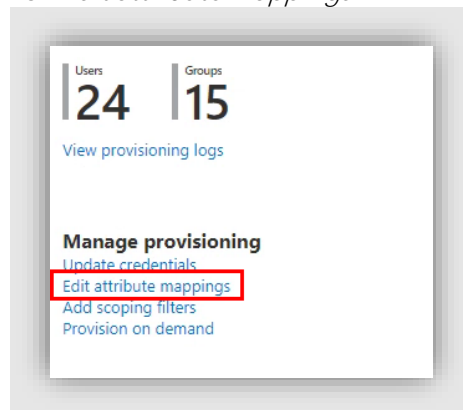 Users Groups
24 15
View provisioning logs
Manage provisioning
Update credentials
Edit attribute mappings
Add scoping filters
Provision on demand